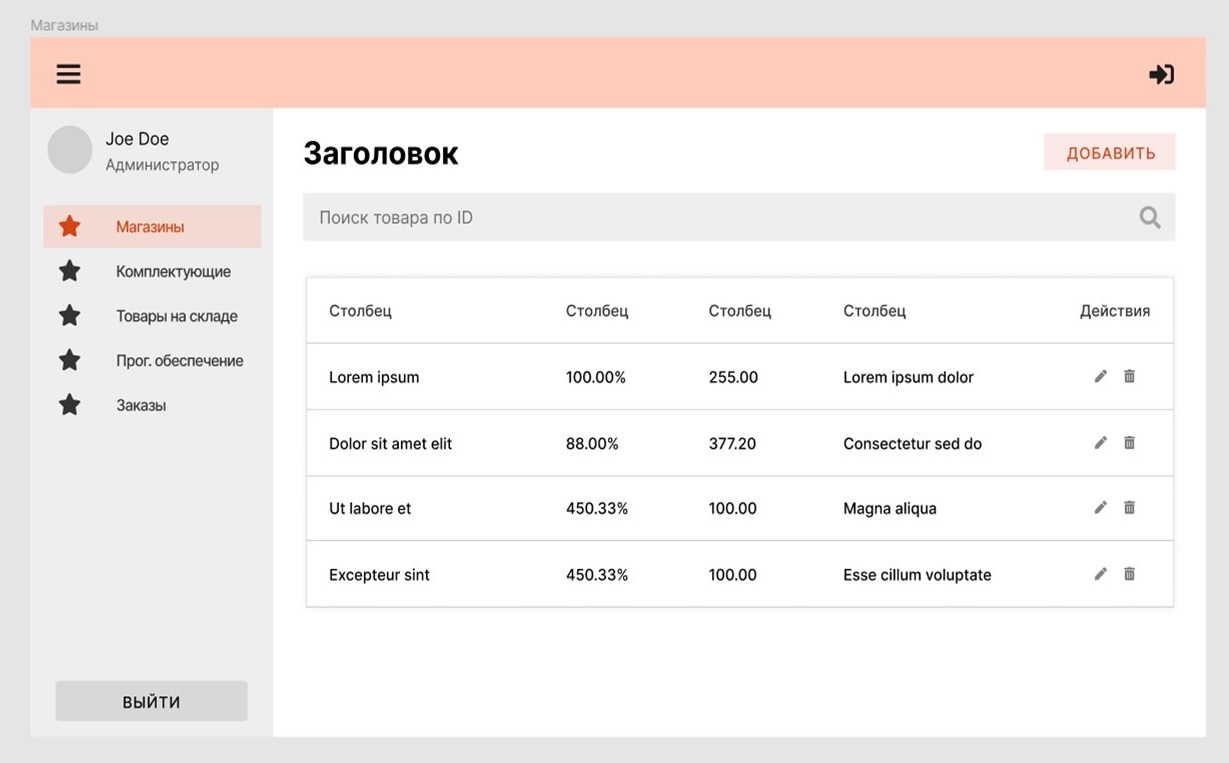 Магазины
Joe Doe
Администратор
Магазины
Комплектующие
Товары на складе
Прог. обеспечение
Заказы
ВЫЙТИ
Заголовок
ДОБАВИТЬ
Поиск товара по ID
Столбец Столбец Столбец Столбец Действия
Lorem ipsum 100.00% 255.00 Lorem ipsum dolor
Dolor sit amet elit 88.00% 377.20 Consectetur sed do
Ut labore et 450.33% 100.00 Magna aliqua
Excepteur sint 450.33% 100.00 Esse cillum voluptate